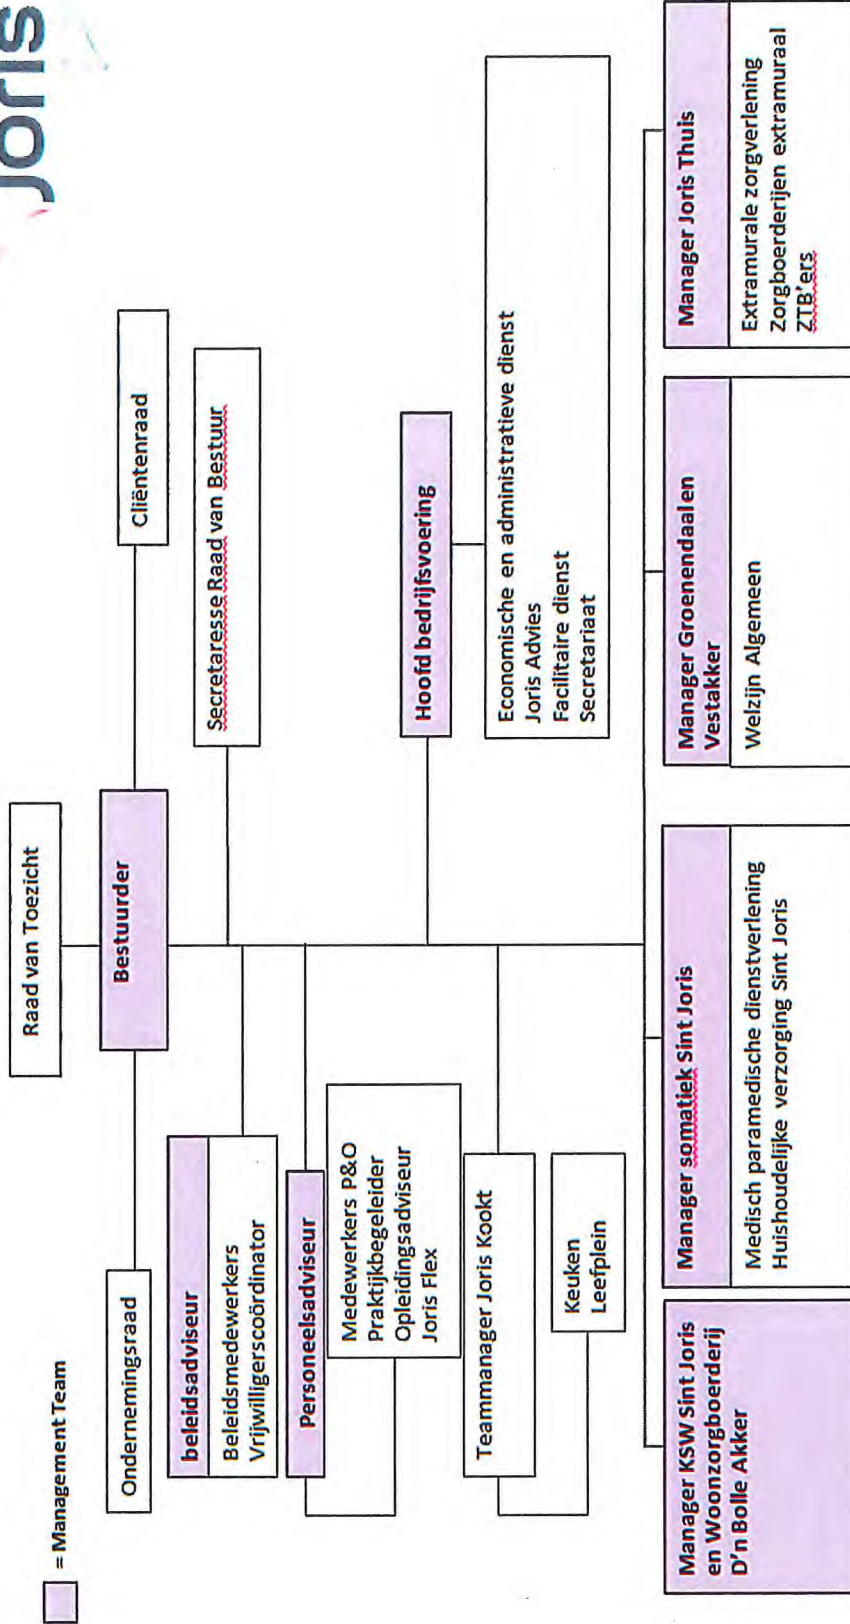 Joris
= Management Team
Raad van Toezicht
Ondernemingsraad
Bestuurder
Cliëntenraad
beleidsadviseur
Beleidsmedewerkers
Vrijwilligerscoördinator
Secretaresse Raad van Bestuur
Personeelsadviseur
Medewerkers P&O
Praktijkbegeleider
Opleidingsadviseur
Joris Flex
Hoofd bedrijfsvoering
Economische en administratieve dienst
Joris Advies
Facilitaire dienst
Secretariaat
Teammanager Joris Kookt
Keuken
Leefplein
Manager KSW Sint Joris
en Woonzorgboerderij
D'n Bolle Akker
Manager somatiek Sint Joris
Medisch paramedische dienstverlening
Huishoudelijke verzorging Sint Joris
Manager Groenendaal en
Vestakker
Welzijn Algemeen
Manager Joris Thuis
Extramurale zorgverlening
Zorgboerderijen extramuraal
ZTB'ers